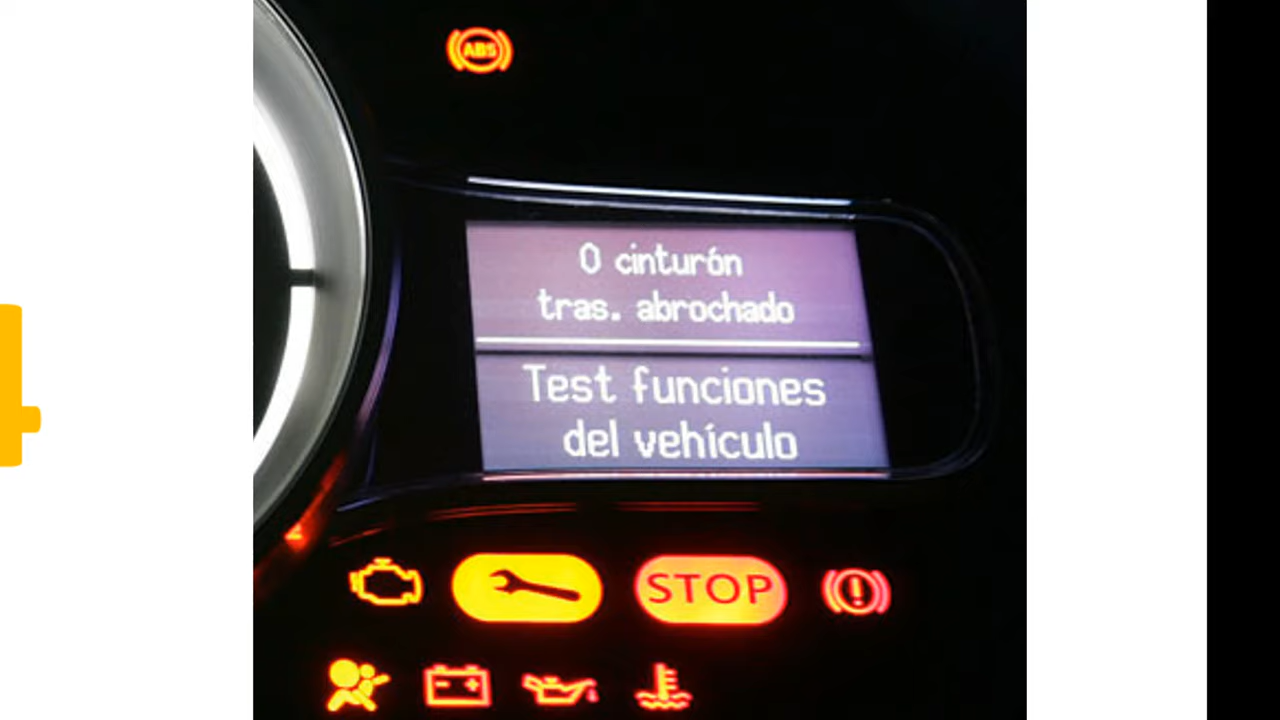 ABS
0 cinturón
tras. abrochado
Test funciones
del vehículo
STOP